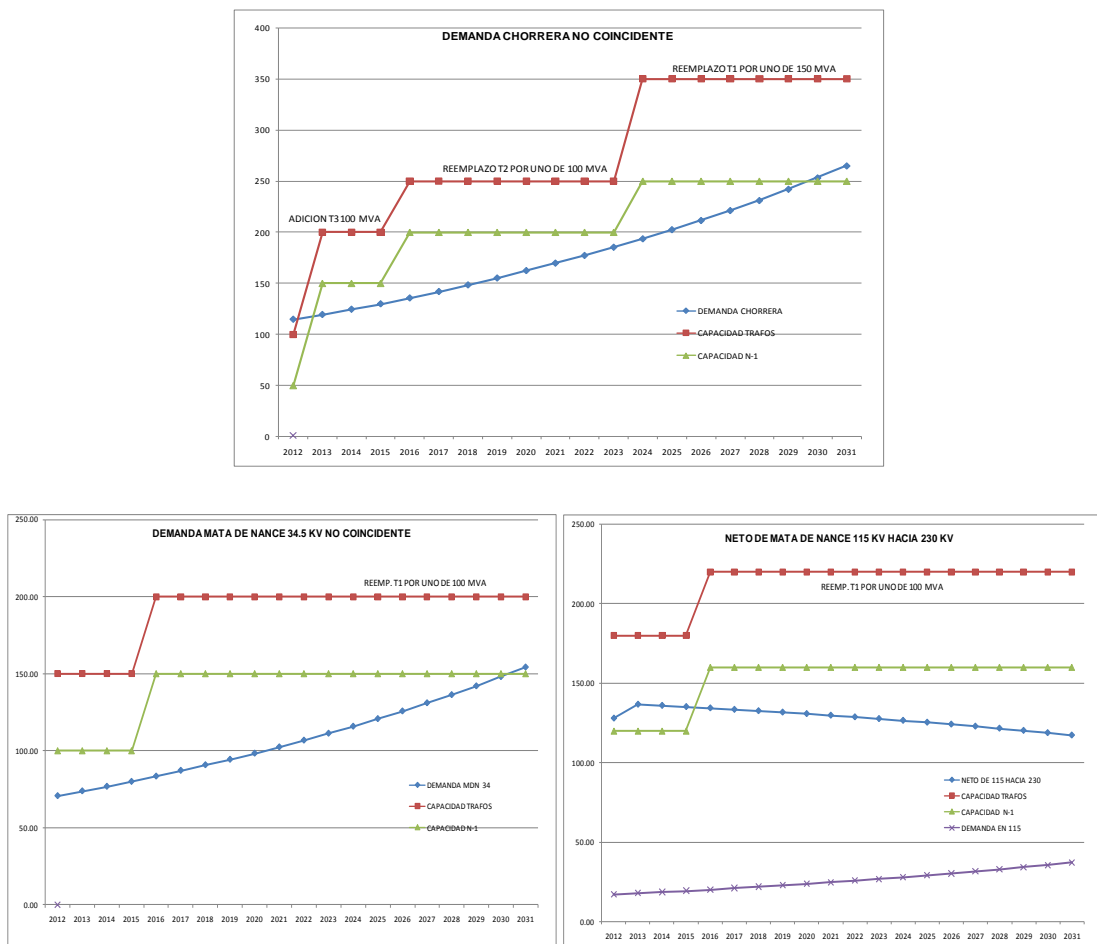 DEMANDA CHORRERA NO COINCIDENTE
400
350
300
250
200
150
100
50
0
REEMPLAZO T1 POR UNO DE 150 MVA
REEMPLAZO T2 POR UNO DE 100 MVA
ADICION T3 100 MVA
DEMANDA CHORRERA
CAPACIDAD TRAFOS
CAPACIDAD N-1
2012 2013 2014 2015 2016 2017 2018 2019 2020 2021 2022 2023 2024 2025 2026 2027 2028 2029 2030 2031
DEMANDA MATA DE NANCE 34.5 KV NO COINCIDENTE
250.00
200.00
150.00
100.00
50.00
0.00
REEMP. T1 POR UNO DE 100 MVA
DEMANDA MDN 34
CAPACIDAD TRAFOS
CAPACIDAD N-1
2012 2013 2014 2015 2016 2017 2018 2019 2020 2021 2022 2023 2024 2025 2026 2027 2028 2029 2030 2031
NETO DE MATA DE NANCE 115 KV HACIA 230 KV
250.00
200.00
150.00
100.00
50.00
0.00
REEMP. T1 POR UNO DE 100 MVA
NETO DE 115 HACIA 230
CAPACIDAD TRAFOS
CAPACIDAD N-1
DEMANDA EN 115
2012 2013 2014 2015 2016 2017 2018 2019 2020 2021 2022 2023 2024 2025 2026 2027 2028 2029 2030 2031